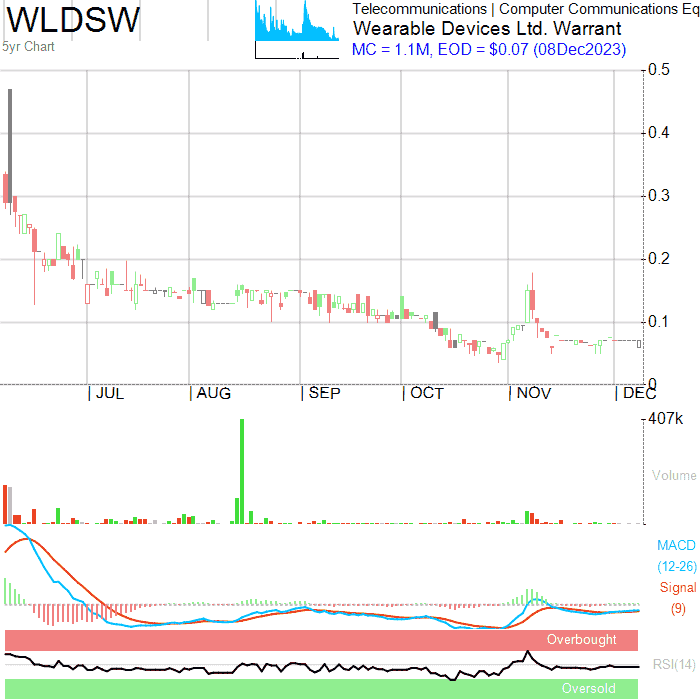 WLDSW
5yr Chart
Telecommunications | Computer Communications Eq
Wearable Devices Ltd. Warrant
MC = 1.1M, EOD = $0.07 (08Dec2023)
0.5
0.4
0.3
0.2
0.1
0
| JUL | AUG | SEP | OCT | NOV | DEC
407k
Volume
MACD
(12-26)
Signal
(9)
Overbought
RSI(14)
Oversold